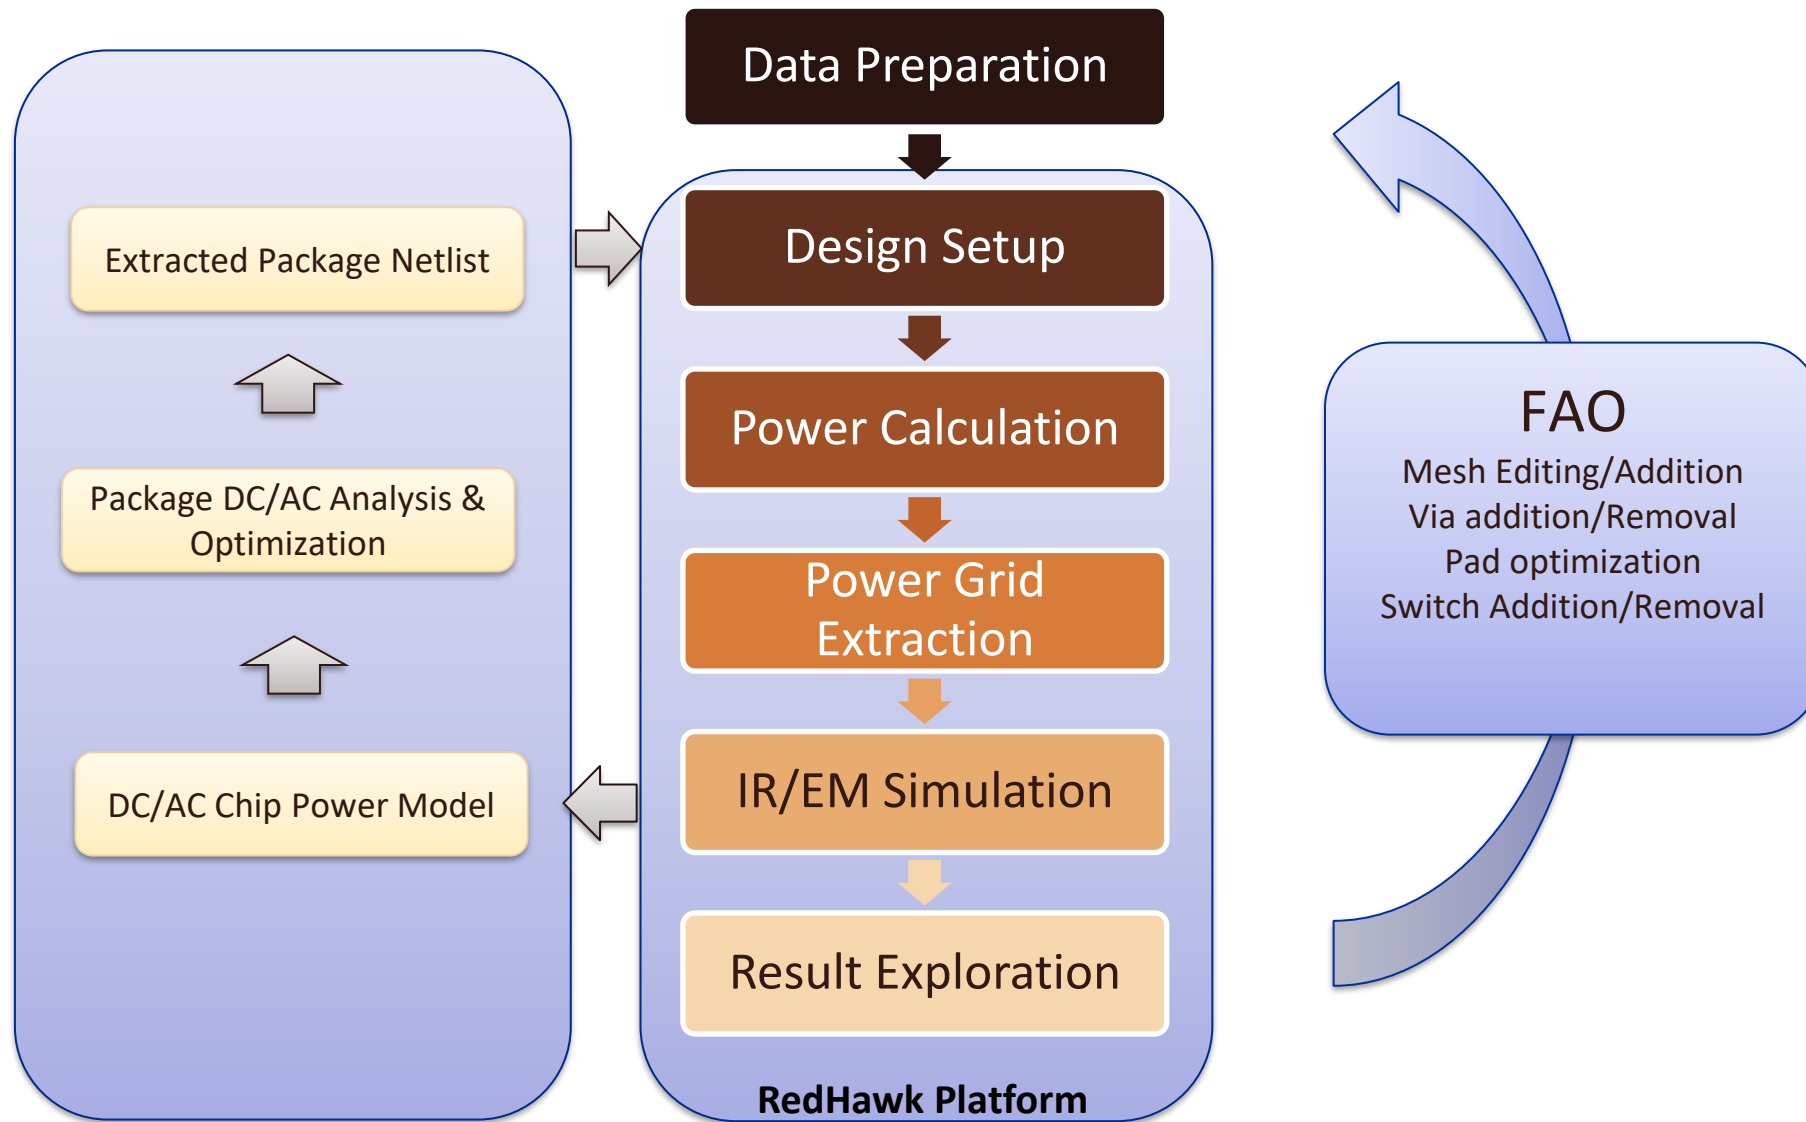 Data Preparation
Extracted Package Netlist
Package DC/AC Analysis &
Optimization
DC/AC Chip Power Model
Design Setup
Power Calculation
Power Grid
Extraction
IR/EM Simulation
Result Exploration
RedHawk Platform
FAO
Mesh Editing/Addition
Via addition/Removal
Pad optimization
Switch Addition/Removal